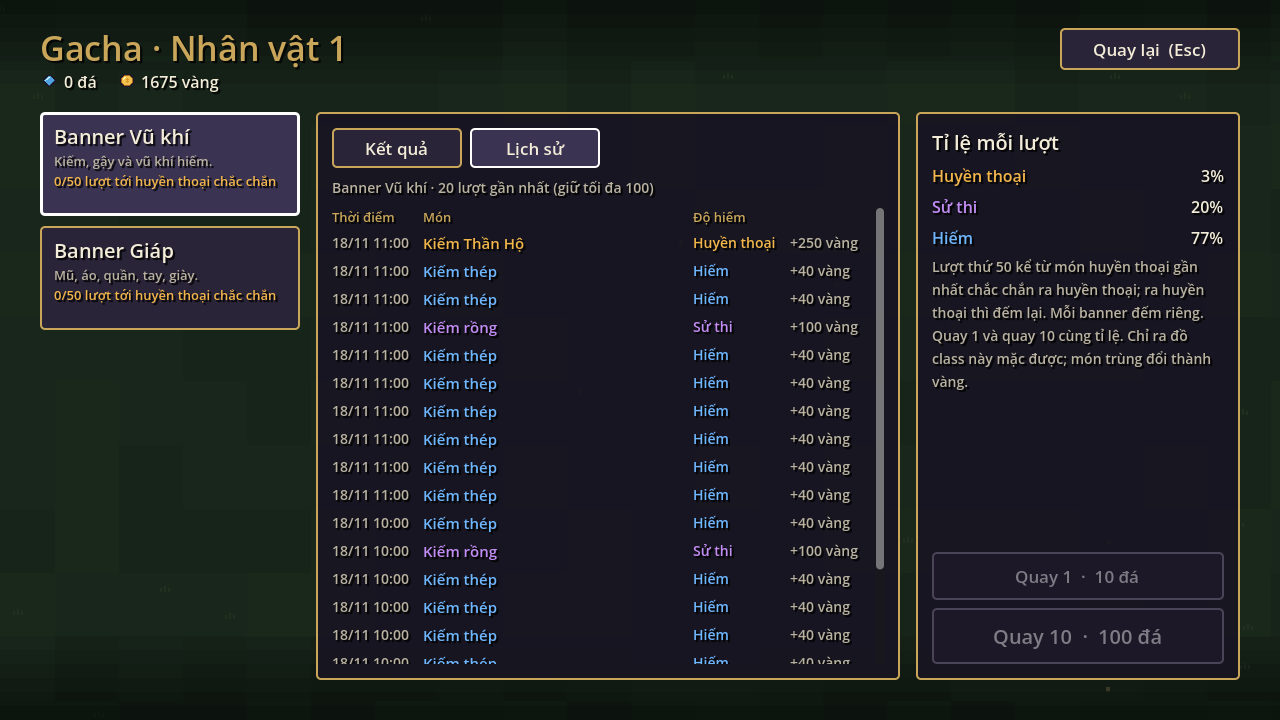 Gacha · Nhân vật 1
0 đá 1675 vàng
Quay lại (Esc)
Banner Vũ khí
Kiếm, gậy và vũ khí hiếm.
0/50 lượt tới huyền thoại chắc chắn
Banner Giáp
Mũ, áo, quần, tay, giày.
0/50 lượt tới huyền thoại chắc chắn
Kết quả Lịch sử
Banner Vũ khí · 20 lượt gần nhất (giữ tối đa 100)
Thời điểm Món Độ hiếm
18/11 11:00 Kiếm Thần Hộ Huyền thoại +250 vàng
18/11 11:00 Kiếm thép Hiếm +40 vàng
18/11 11:00 Kiếm thép Hiếm +40 vàng
18/11 11:00 Kiếm rồng Sử thi +100 vàng
18/11 11:00 Kiếm thép Hiếm +40 vàng
18/11 11:00 Kiếm thép Hiếm +40 vàng
18/11 11:00 Kiếm thép Hiếm +40 vàng
18/11 11:00 Kiếm thép Hiếm +40 vàng
18/11 11:00 Kiếm thép Hiếm +40 vàng
18/11 11:00 Kiếm thép Hiếm +40 vàng
18/11 10:00 Kiếm thép Hiếm +40 vàng
18/11 10:00 Kiếm rồng Sử thi +100 vàng
18/11 10:00 Kiếm thép Hiếm +40 vàng
18/11 10:00 Kiếm thép Hiếm +40 vàng
18/11 10:00 Kiếm thép Hiếm +40 vàng
18/11 10:00 Kiếm thép Hiếm +40 vàng
Tỉ lệ mỗi lượt
Huyền thoại 3%
Sử thi 20%
Hiếm 77%
Lượt thứ 50 kể từ món huyền thoại gần
nhất chắc chắn ra huyền thoại; ra huyền
thoại thì đếm lại. Mỗi banner đếm riêng.
Quay 1 và quay 10 cùng tỉ lệ. Chỉ ra đồ
class này mặc được; món trùng đổi thành
vàng.
Quay 1 · 10 đá
Quay 10 · 100 đá